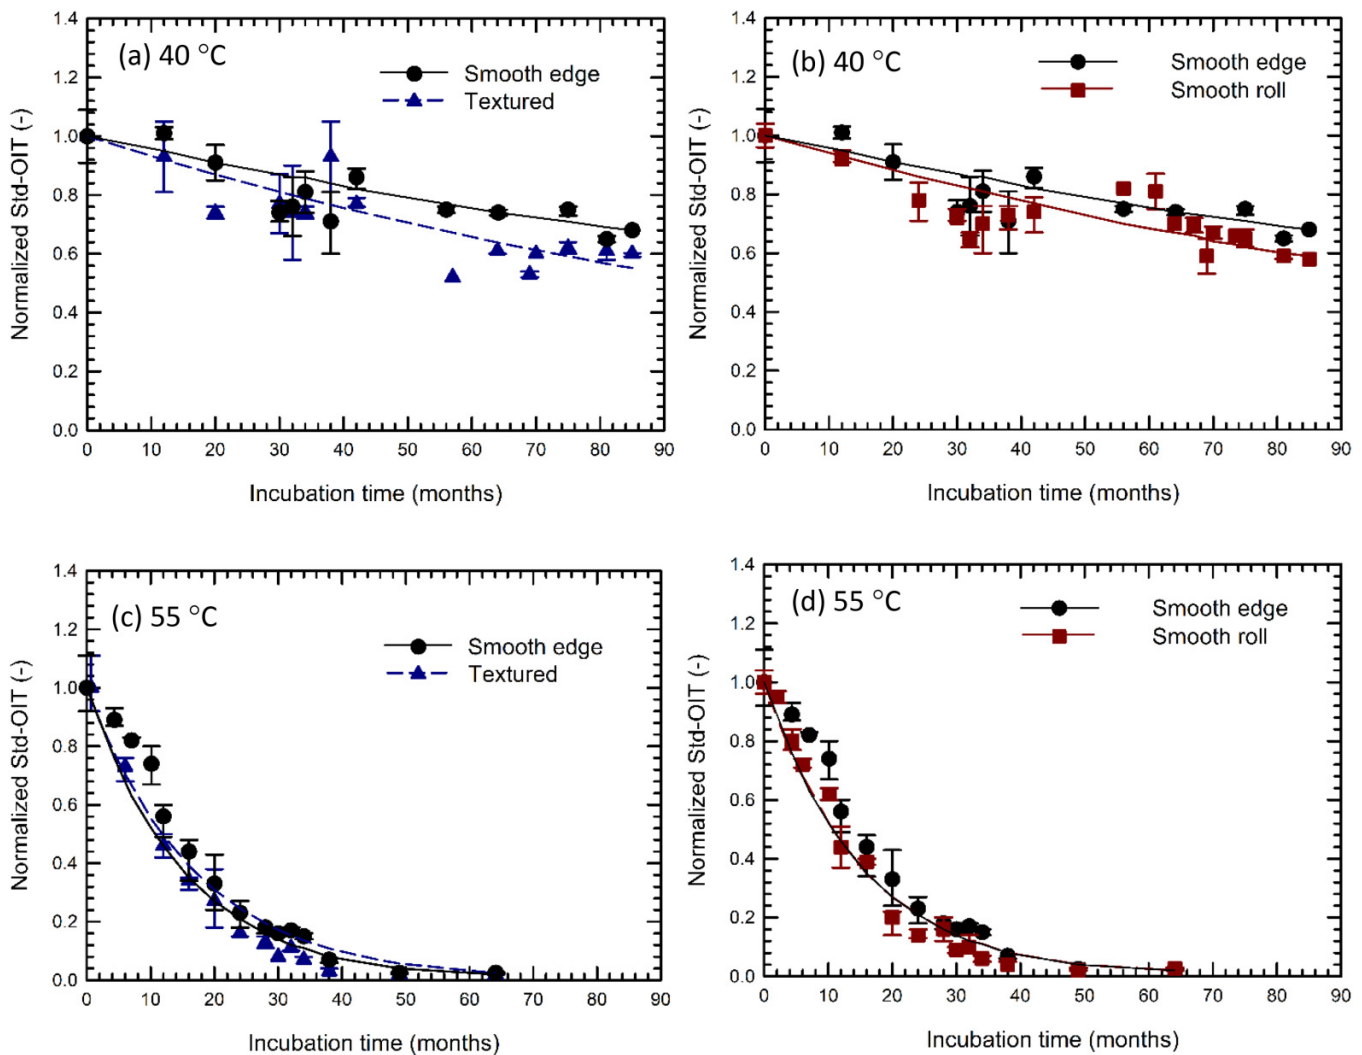 (a) 40 °C
Smooth edge
Textured
Normalized Std-OIT (-)
1.4
1.2
1.0
0.8
0.6
0.4
0.2
0.0
0 10 20 30 40 50 60 70 80 90
Incubation time (months)
(b) 40 °C
Smooth edge
Smooth roll
Normalized Std-OIT (-)
1.4
1.2
1.0
0.8
0.6
0.4
0.2
0.0
0 10 20 30 40 50 60 70 80 90
Incubation time (months)
(c) 55 °C
Smooth edge
Textured
Normalized Std-OIT (-)
1.4
1.2
1.0
0.8
0.6
0.4
0.2
0.0
0 10 20 30 40 50 60 70 80 90
Incubation time (months)
(d) 55 °C
Smooth edge
Smooth roll
Normalized Std-OIT (-)
1.4
1.2
1.0
0.8
0.6
0.4
0.2
0.0
0 10 20 30 40 50 60 70 80 90
Incubation time (months)